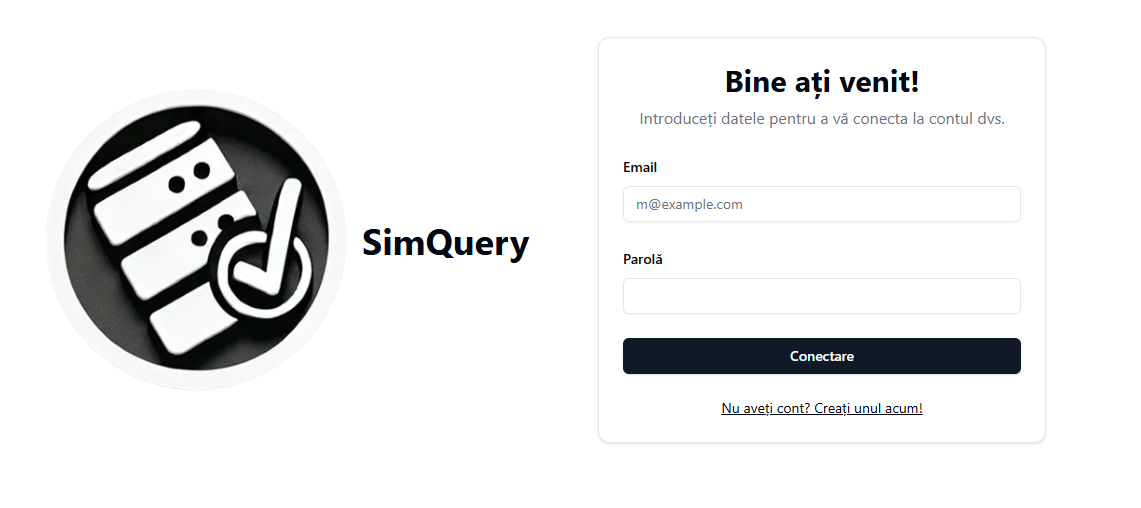 SimQuery
Bine ați venit!
Introduceți datele pentru a vă conecta la contul dvs.
Email
m@example.com
Parolă
Conectare
Nu aveți cont? Creați unul acum!